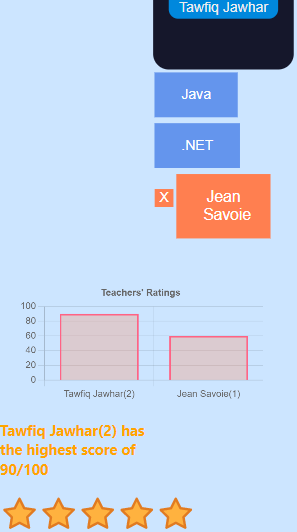 Tawfiq Jawhar
Java
.NET
X
Jean
Savoie
Teachers' Ratings
100
80
60
40
20
0
Tawfiq Jawhar(2) Jean Savoie(1)
Tawfiq Jawhar(2) has
the highest score of
90/100